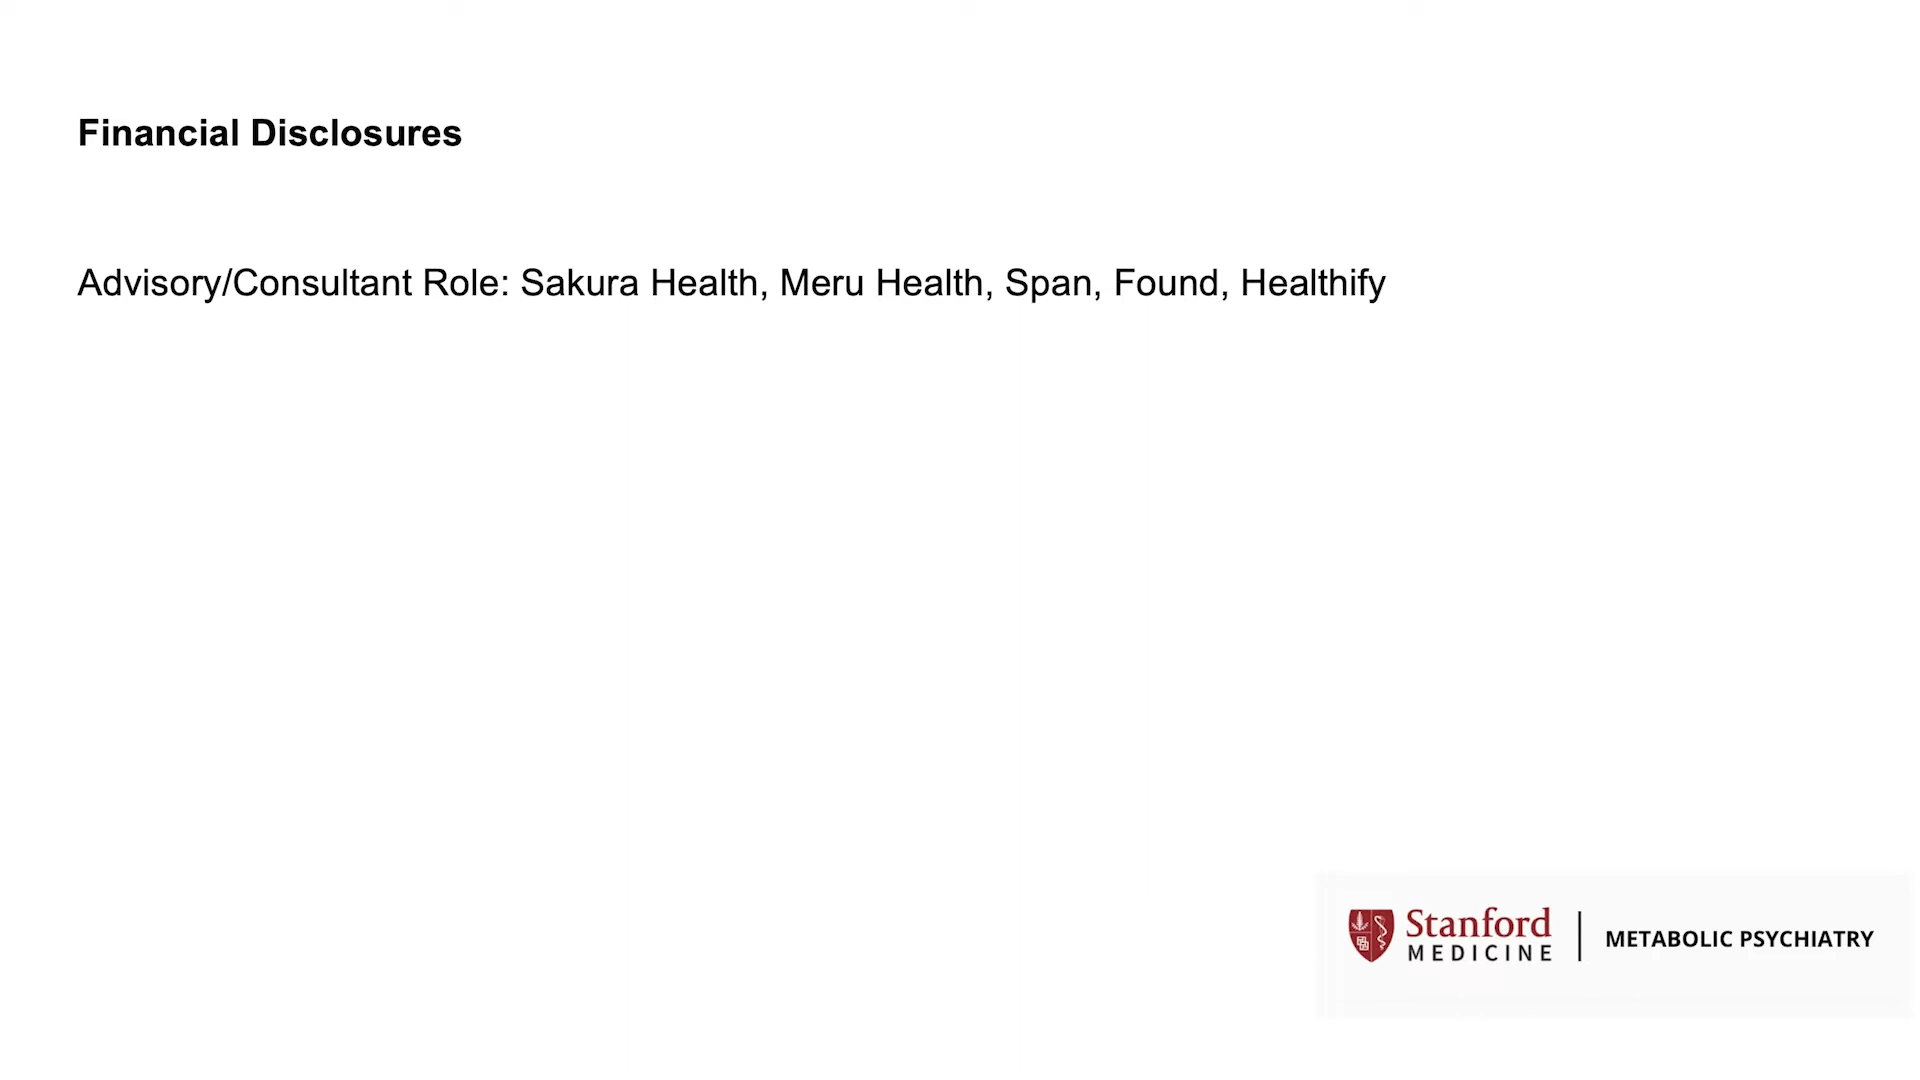 Financial Disclosures
Advisory/Consultant Role: Sakura Health, Meru Health, Span, Found, Healthify
Stanford
MEDICINE
METABOLIC PSYCHIATRY